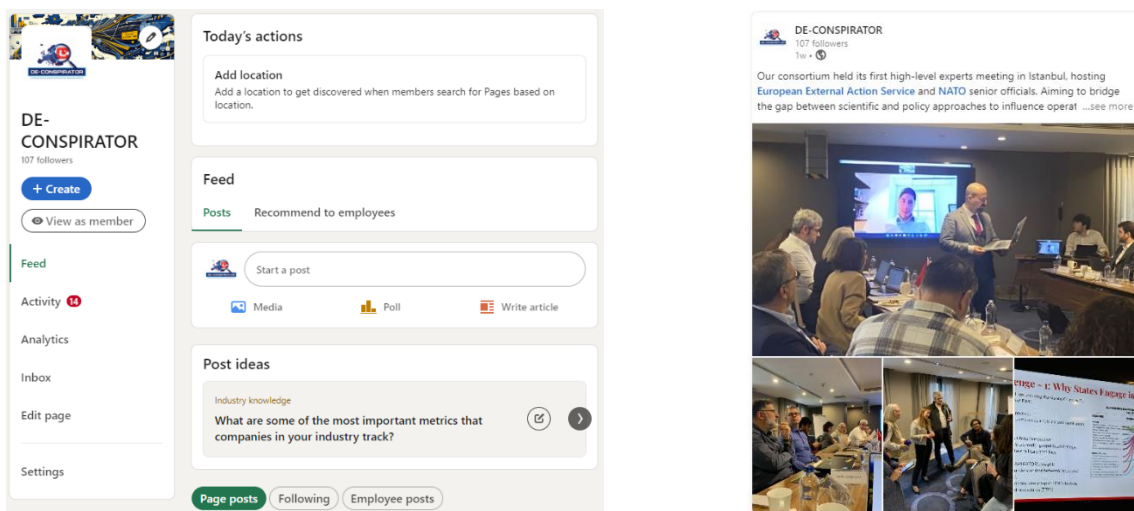 DE-CONSPIRATOR
DE-
CONSPIRATOR
107 followers
+ Create
View as member
Feed
Activity 14
Analytics
Inbox
Edit page
Settings
Today's actions
Add location
Add a location to get discovered when members search for Pages based on
location.
Feed
Posts Recommend to employees
Start a post
Media Poll Write article
Post ideas
Industry knowledge
What are some of the most important metrics that
companies in your industry track?
Page posts Following Employee posts
DE-CONSPIRATOR
107 followers
1w •
Our consortium held its first high-level experts meeting in Istanbul, hosting
European External Action Service and NATO senior officials. Aiming to bridge
the gap between scientific and policy approaches to influence operat ...see more
enge - 1: Why States Engage in